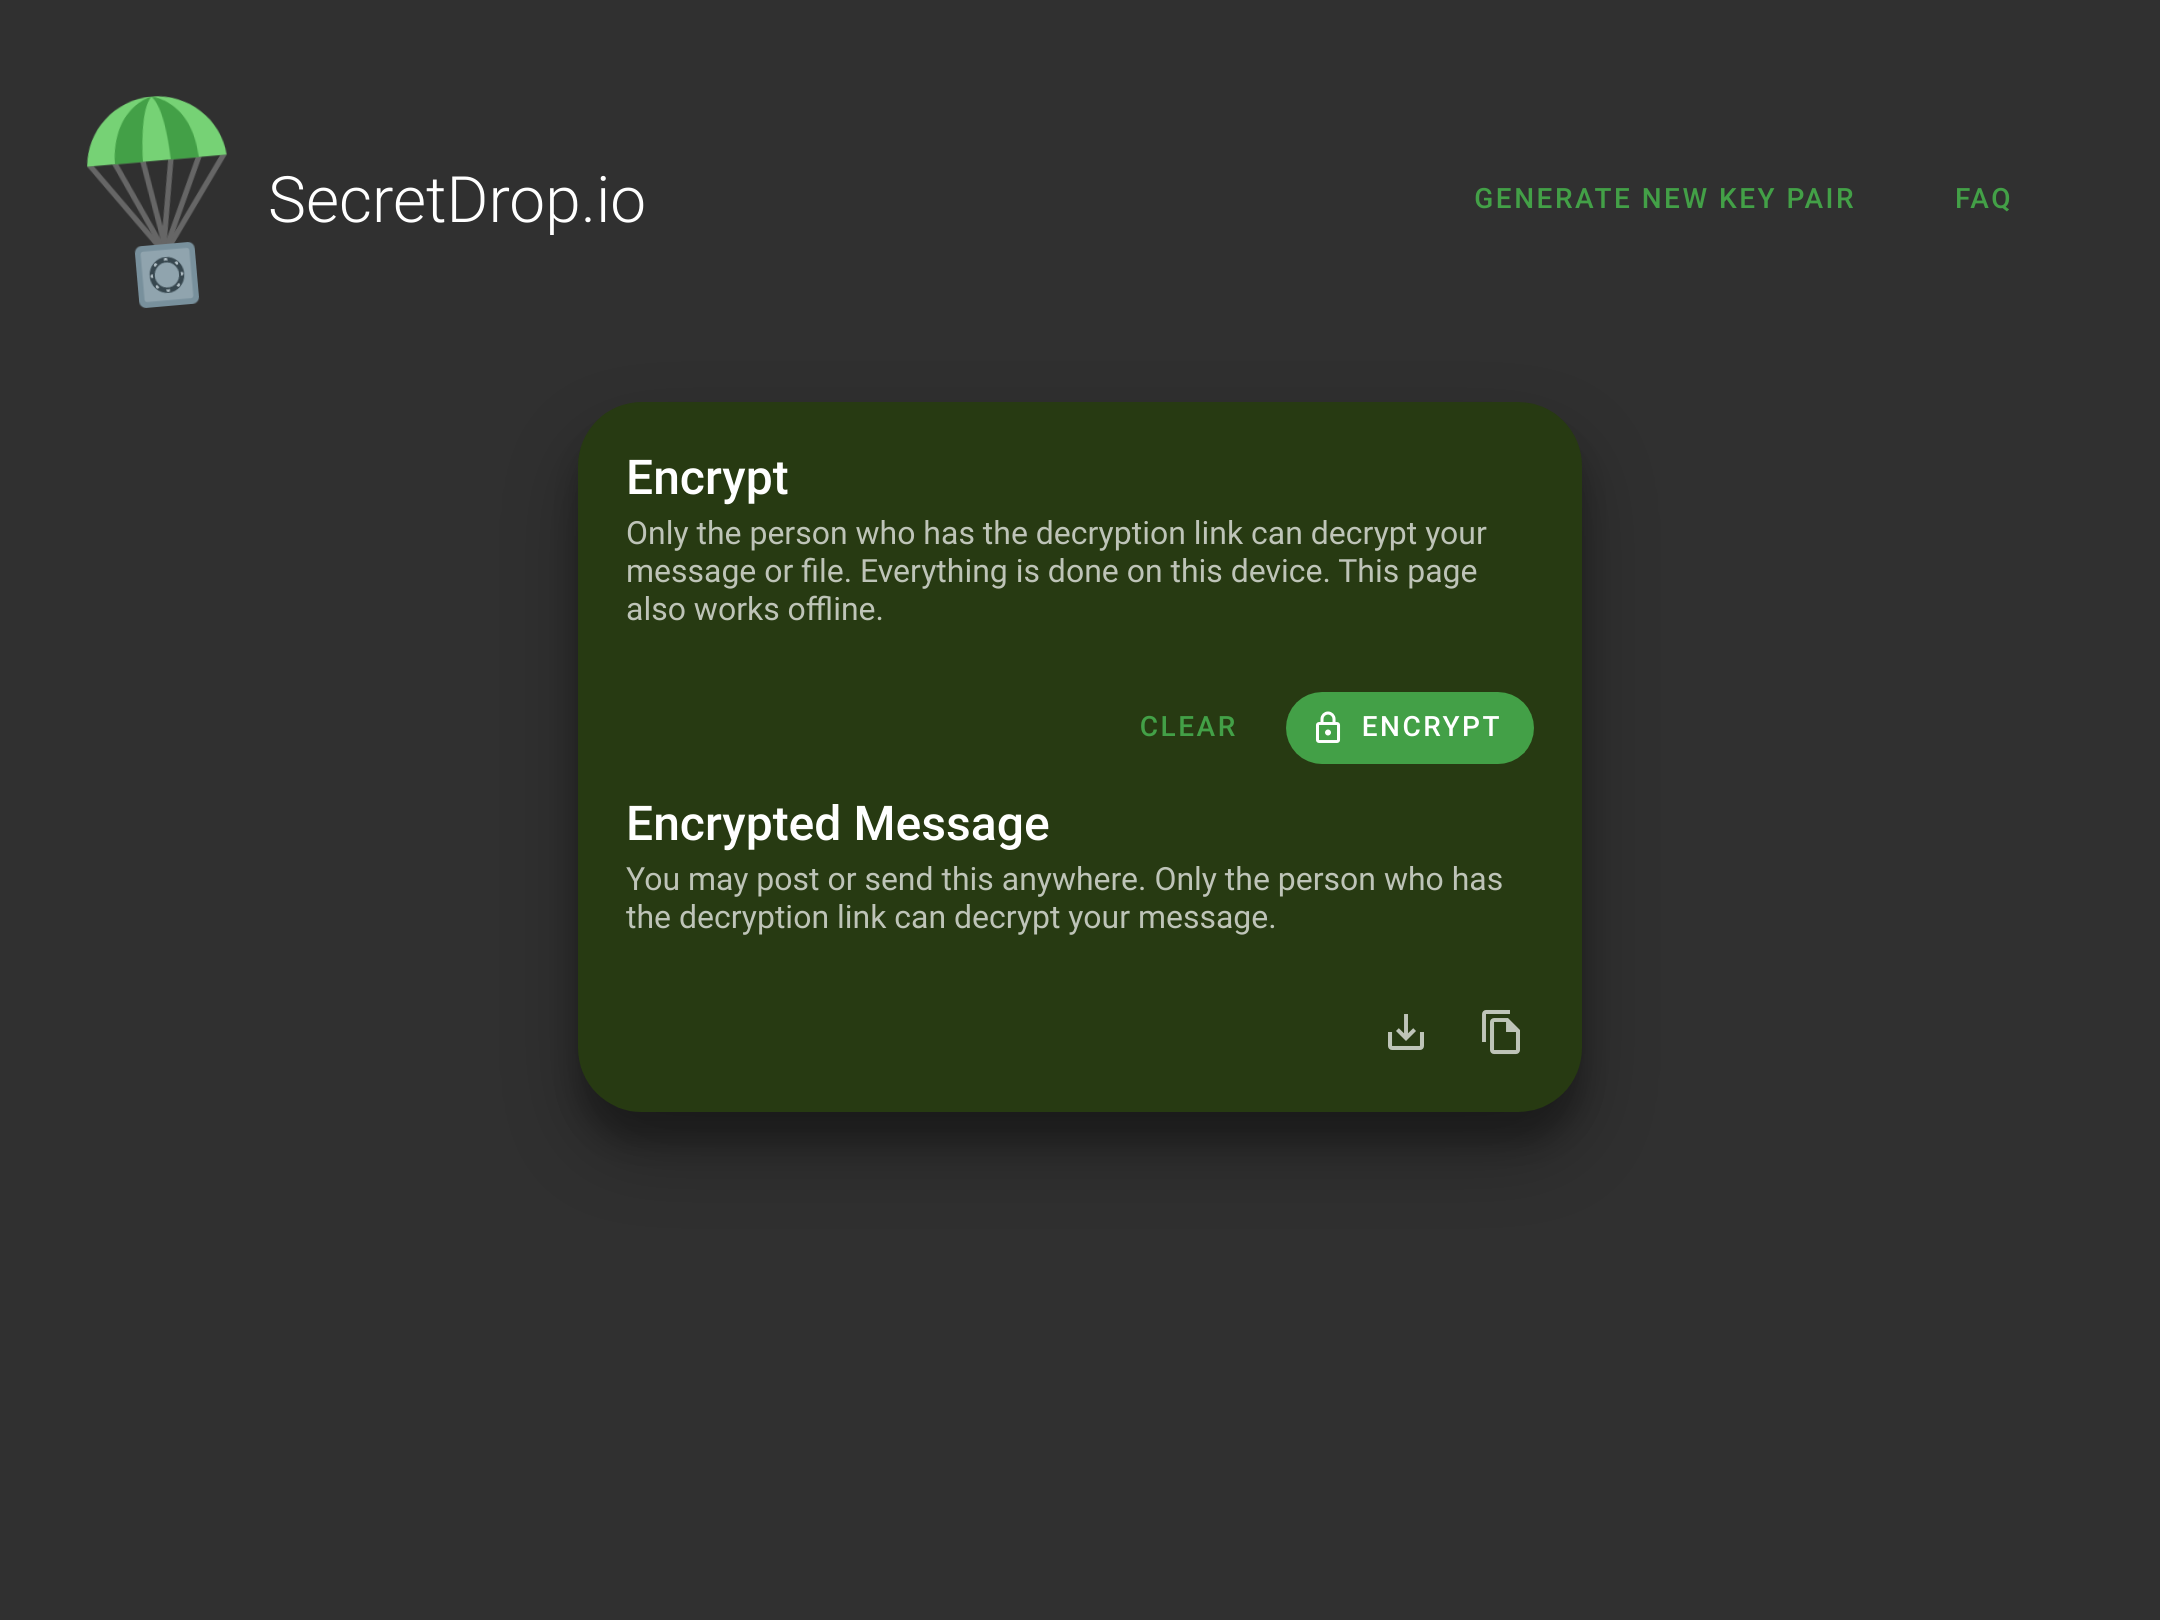 SecretDrop.io
GENERATE NEW KEY PAIR
FAQ
Encrypt
Only the person who has the decryption link can decrypt your
message or file. Everything is done on this device. This page
also works offline.
CLEAR
ENCRYPT
Encrypted Message
You may post or send this anywhere. Only the person who has
the decryption link can decrypt your message.